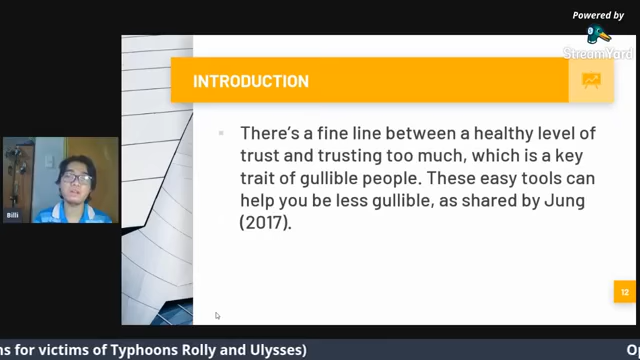 Powered by
StreamYard
INTRODUCTION
There's a fine line between a healthy level of
trust and trusting too much, which is a key
trait of gullible people. These easy tools can
help you be less gullible, as shared by Jung
(2017).
Billi
12
ns for victims of Typhoons Rolly and Ulysses)